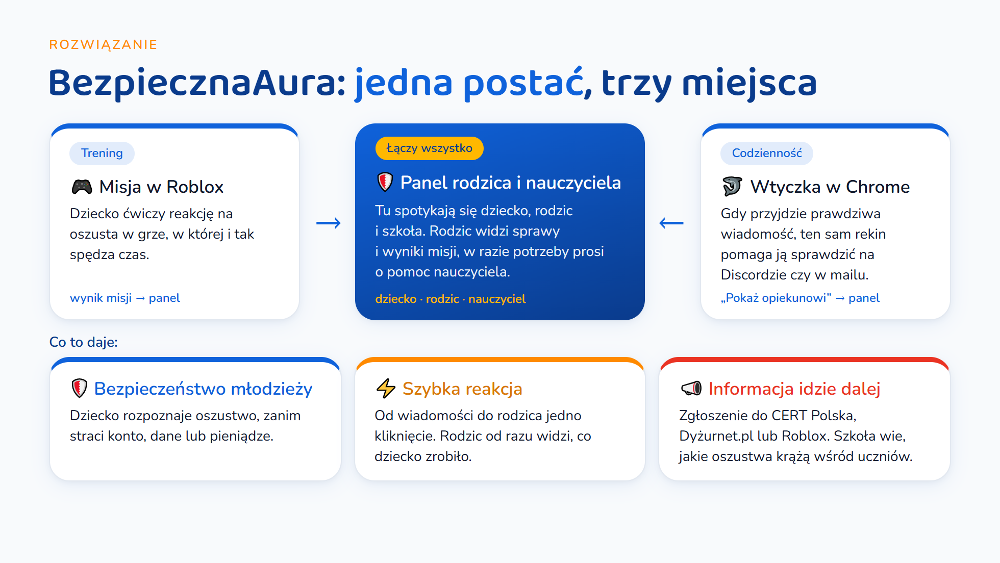 ROZWIĄZANIE
BezpiecznaAura: jedna postać, trzy miejsca
Trening
Misja w Roblox
Dziecko ćwiczy reakcję na
oszusta w grze, w której i tak
spędza czas.
wynik misji → panel
→
Łączy wszystko
Panel rodzica i nauczyciela
Tu spotykają się dziecko, rodzic
i szkoła. Rodzic widzi sprawy
i wyniki misji, w razie potrzeby prosi
o pomoc nauczyciela.
dziecko · rodzic · nauczyciel
←
Codzienność
Wtyczka w Chrome
Gdy przyjdzie prawdziwa
wiadomość, ten sam rekin
pomaga ją sprawdzić na
Discordzie czy w mailu.
„Pokaż opiekunowi” → panel
Co to daje:
Bezpieczeństwo młodzieży
Dziecko rozpoznaje oszustwo, zanim
straci konto, dane lub pieniądze.
Szybka reakcja
Od wiadomości do rodzica jedno
kliknięcie. Rodzic od razu widzi, co
dziecko zrobiło.
Informacja idzie dalej
Zgłoszenie do CERT Polska,
Dyżurnet.pl lub Roblox. Szkoła wie,
jakie oszustwa krążą wśród uczniów.